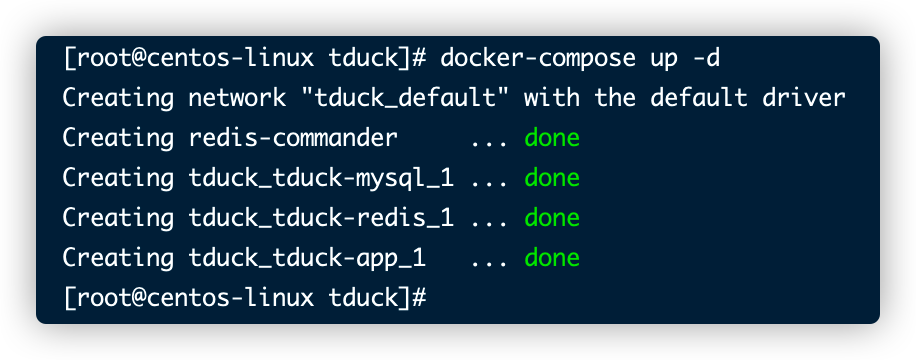 [root@centos-linux tduck]# docker-compose up -d
Creating network "tduck_default" with the default driver
Creating redis-commander     ... done
Creating tduck_tduck-mysql_1 ... done
Creating tduck_tduck-redis_1 ... done
Creating tduck_tduck-app_1   ... done
[root@centos-linux tduck]#